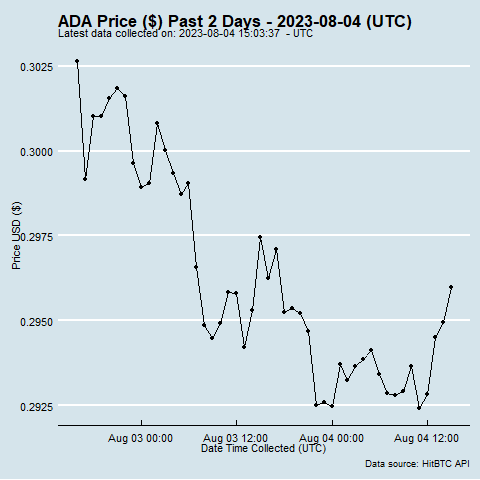 ADA Price ($) Past 2 Days - 2023-08-04 (UTC)
Latest data collected on: 2023-08-04 15:03:37 - UTC
0.3025
0.3000
0.2975
0.2950
0.2925
Price USD ($)
Aug 03 00:00
Aug 03 12:00
Aug 04 00:00
Aug 04 12:00
Date Time Collected (UTC)
Data source: HitBTC API